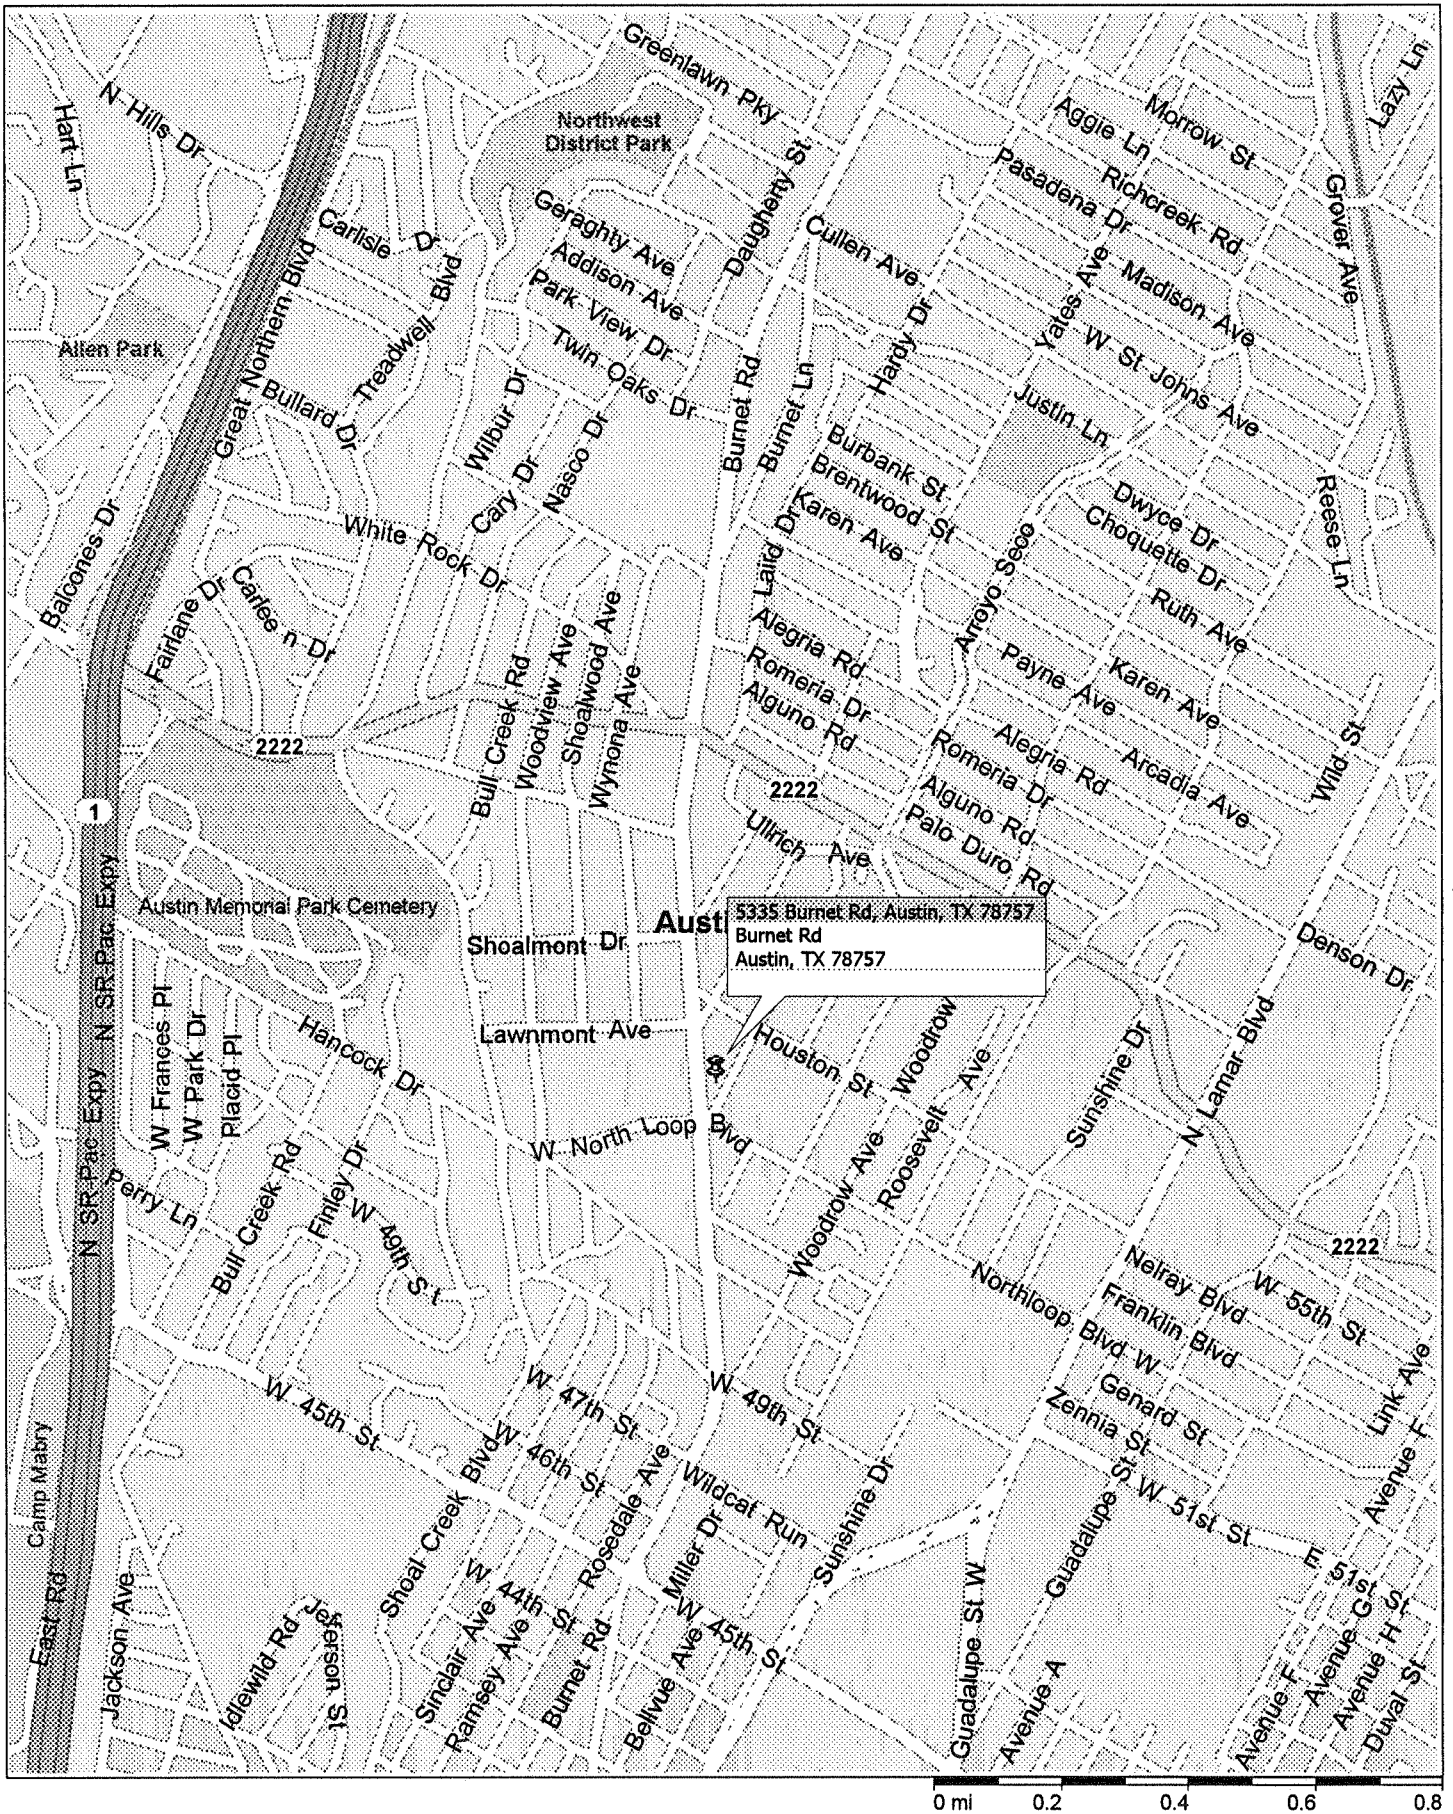 Greenlawn Pky
Lazy Ln
N Hills Dr
Hart Ln
Northwest
District Park
Aggie Ln
Morrow St
Daugherty St
Pasadena Dr
Richcreek Rd
Grover Ave
Carlisle Dr
Geraghty Ave
Cullen Ave
Addison Ave
Treadwell Blvd
Great Northern Blvd
Park View Dr
Yates Ave
Madison Ave
Allen Park
Twin Oaks Dr
Hardy Dr
W St Johns Ave
Bullard Dr
Wilbur Dr
Burnet Rd
Burnet Ln
Justin Ln
Cary Dr
Nasco Dr
Burbank St
Brentwood St
Karen Ave
Reese Ln
Dwyce Dr
Choquette Dr
White Rock Dr
Balcones Dr
Laird Dr
Arroyo Seco
Fairlane Dr
Carlee n Dr
Ruth Ave
Alegria Rd
Romeria Dr
Alguno Rd
Payne Ave
Karen Ave
Bull Creek Rd
Woodview Ave
Shoalwood Ave
Wynona Ave
2222
Alegria Rd
Arcadia Ave
Wild St
Romeria Dr
Alguno Rd
Palo Duro Rd
2222
1
Ullrich Ave
N SR-Pac Expy
Austin Memorial Park Cemetery
Austi
5335 Burnet Rd, Austin, TX 78757
Burnet Rd
Austin, TX 78757
Shoalmont Dr
Denson Dr
Lawnmont Ave
W Frances Pl
W Park Dr
Placid Pl
Hancock Dr
Houston St
Woodrow
Sunshine Dr
N Lamar Blvd
N SR-Pac Expy
W North Loop Blvd
Woodrow Ave
Roosevelt Ave
Perry Ln
Bull Creek Rd
Finley Dr
W 49th S t
2222
Nelray Blvd
W 55th St
Northloop Blvd W
Franklin Blvd
Link Ave
W 45th St
W 47th St
W 49th St
Genard St
Zennia St
W 46th St
Wildcat Run
Avenue F
Camp Mabry
Shoal Creek Blvd
Rosedale Ave
Miller Dr
Sunshine Dr
Guadalupe St
W 51st St
E 51st St
W 44th St
W 45th St
East Rd
Jackson Ave
Idlewild Rd
Jefferson St
Sinclair Ave
Ramsey Ave
Burnet Rd
Bellvue Ave
Guadalupe St W
Avenue A
Avenue F
Avenue G
Avenue H
Duval St
0 mi 0.2 0.4 0.6 0.8